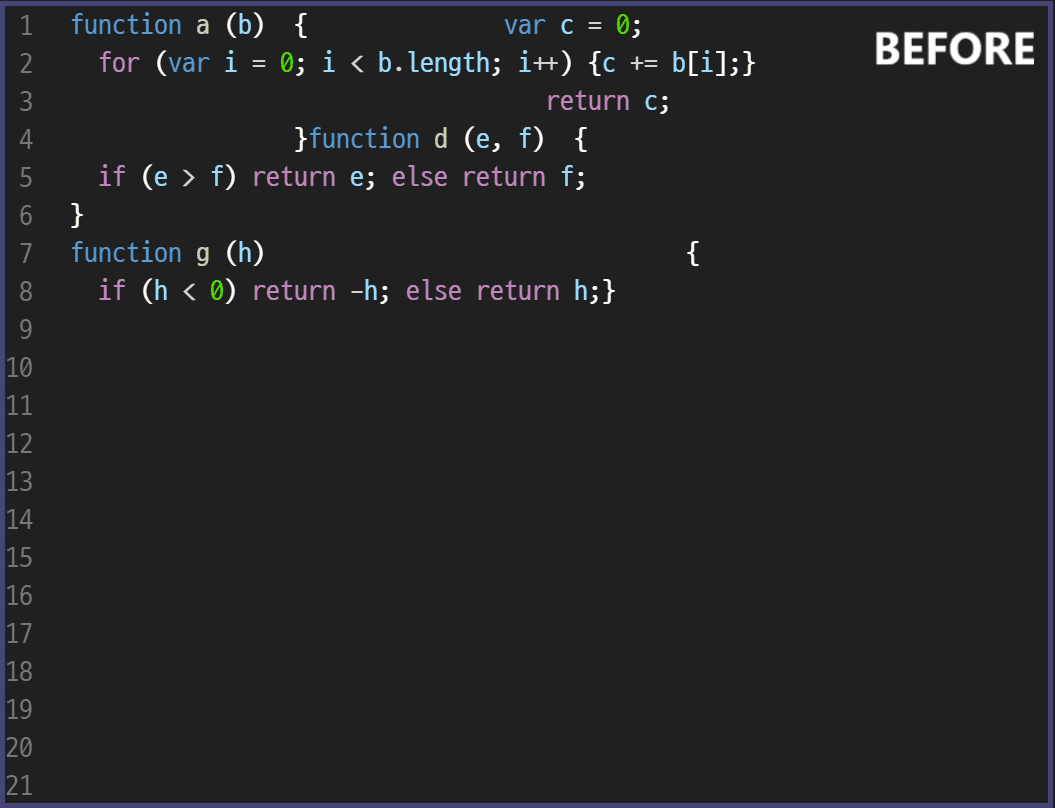 1 function a (b)  {              var c = 0;
BEFORE
2   for (var i = 0; i < b.length; i++) {c += b[i];}
3                                   return c;
4                 }function d (e, f)  {
5   if (e > f) return e; else return f;
6 }
7 function g (h)                              {
8   if (h < 0) return -h; else return h;}
9
10
11
12
13
14
15
16
17
18
19
20
21